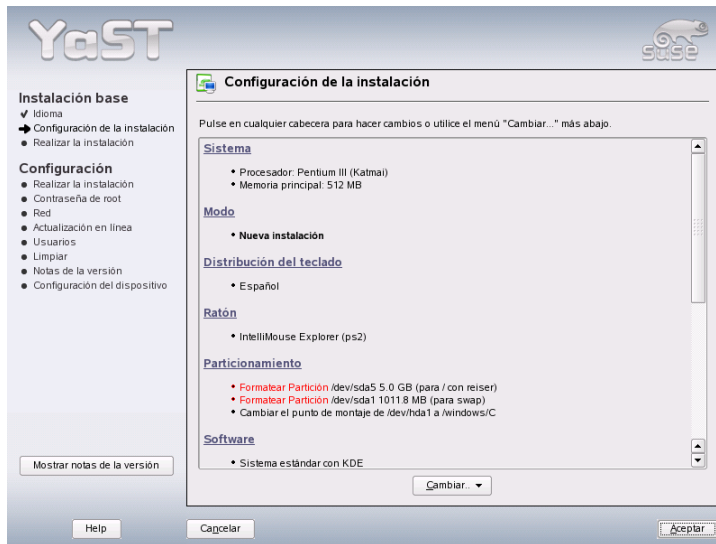 YaST
SUSE
Instalación base
Idioma
Configuración de la instalación
Realizar la instalación
Configuración
Realizar la instalación
Contraseña de root
Red
Actualización en línea
Usuarios
Limpiar
Notas de la versión
Configuración del dispositivo
Mostrar notas de la versión
Help
Configuración de la instalación
Pulse en cualquier cabecera para hacer cambios o utilice el menú "Cambiar..." más abajo.
Sistema
Procesador: Pentium III (Katmai)
Memoria principal: 512 MB
Modo
Nueva instalación
Distribución del teclado
Español
Ratón
IntelliMouse Explorer (ps2)
Particionamiento
Formatear Partición /dev/sda5 5.0 GB (para / con reiser)
Formatear Partición /dev/sda1 1011.8 MB (para swap)
Cambiar el punto de montaje de /dev/hda1 a /windows/C
Software
Sistema estándar con KDE
Cambiar..
Cancelar
Aceptar